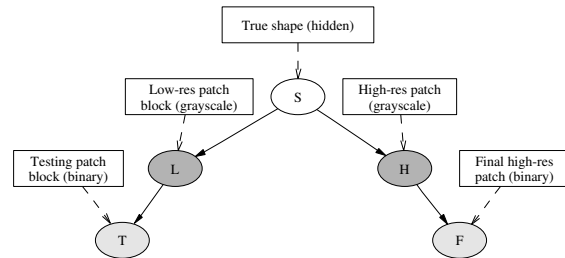 True shape (hidden)
Low-res patch
block (grayscale)
S
High-res patch
(grayscale)
Testing patch
block (binary)
L
H
Final high-res
patch (binary)
T
F